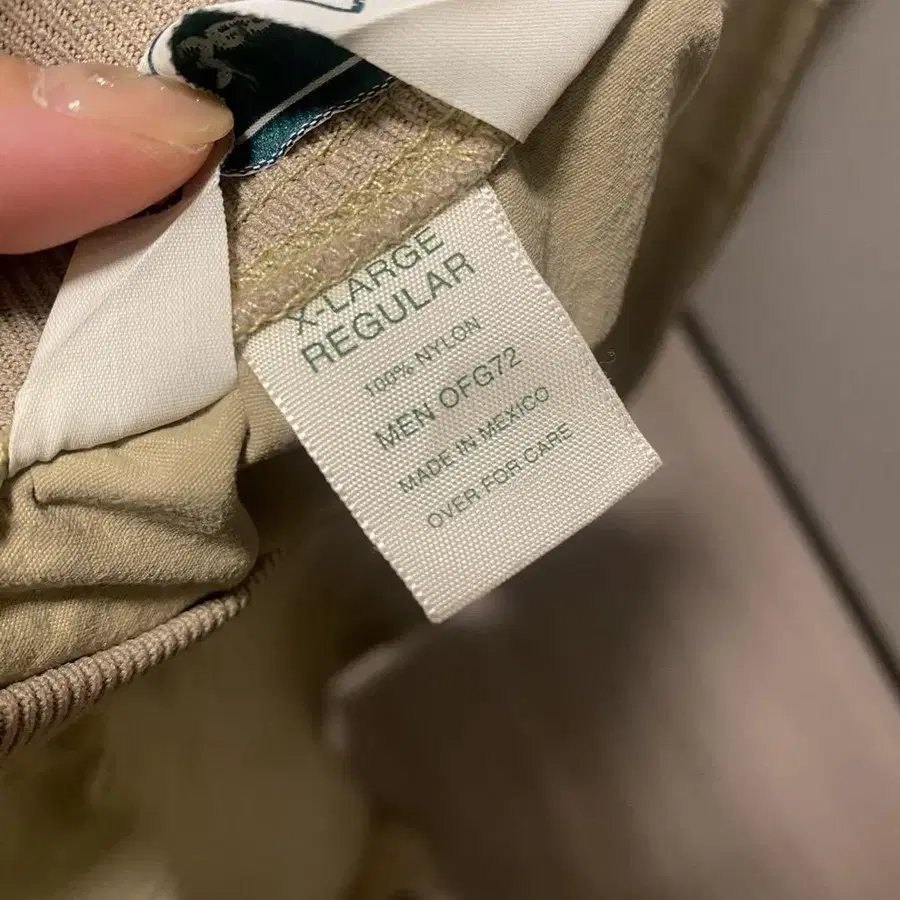 X-LARGE
REGULAR
100% NYLON
MEN OFG72
MADE IN MEXICO
OVER FOR CARE